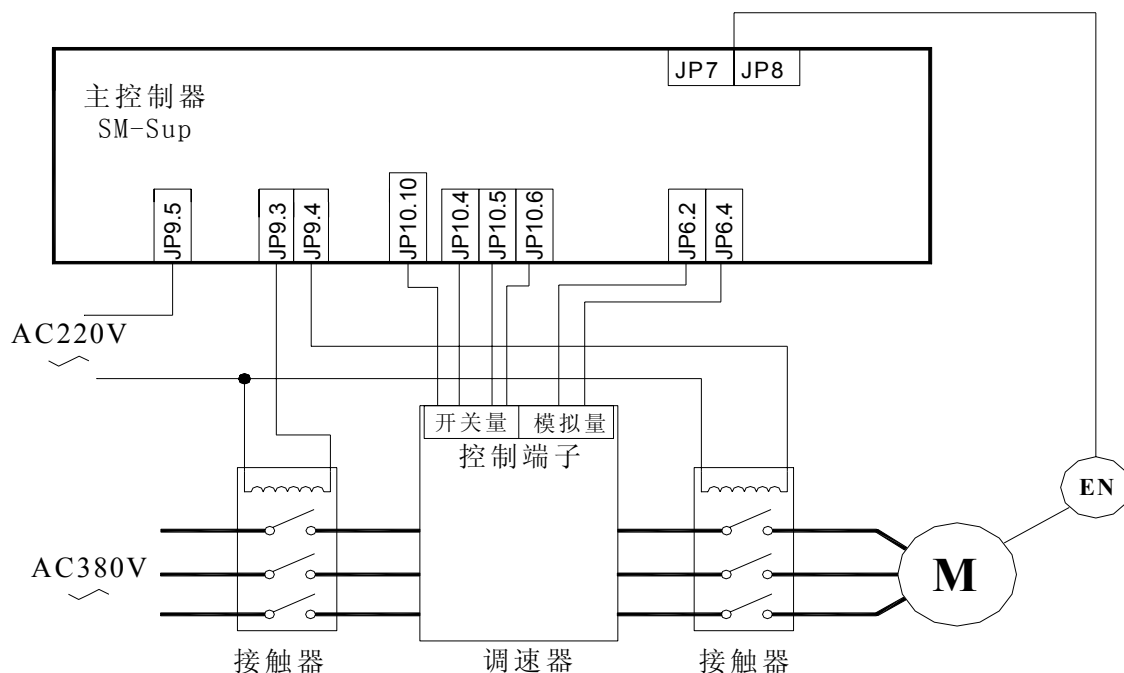 JP7 JP8
主控制器
SM-Sup
JP9.5 JP9.3 JP9.4 JP10.10 JP10.4 JP10.5 JP10.6 JP6.2 JP6.4
AC220V
开关量 模拟量
控制端子
EN
AC380V
M
接触器 调速器 接触器